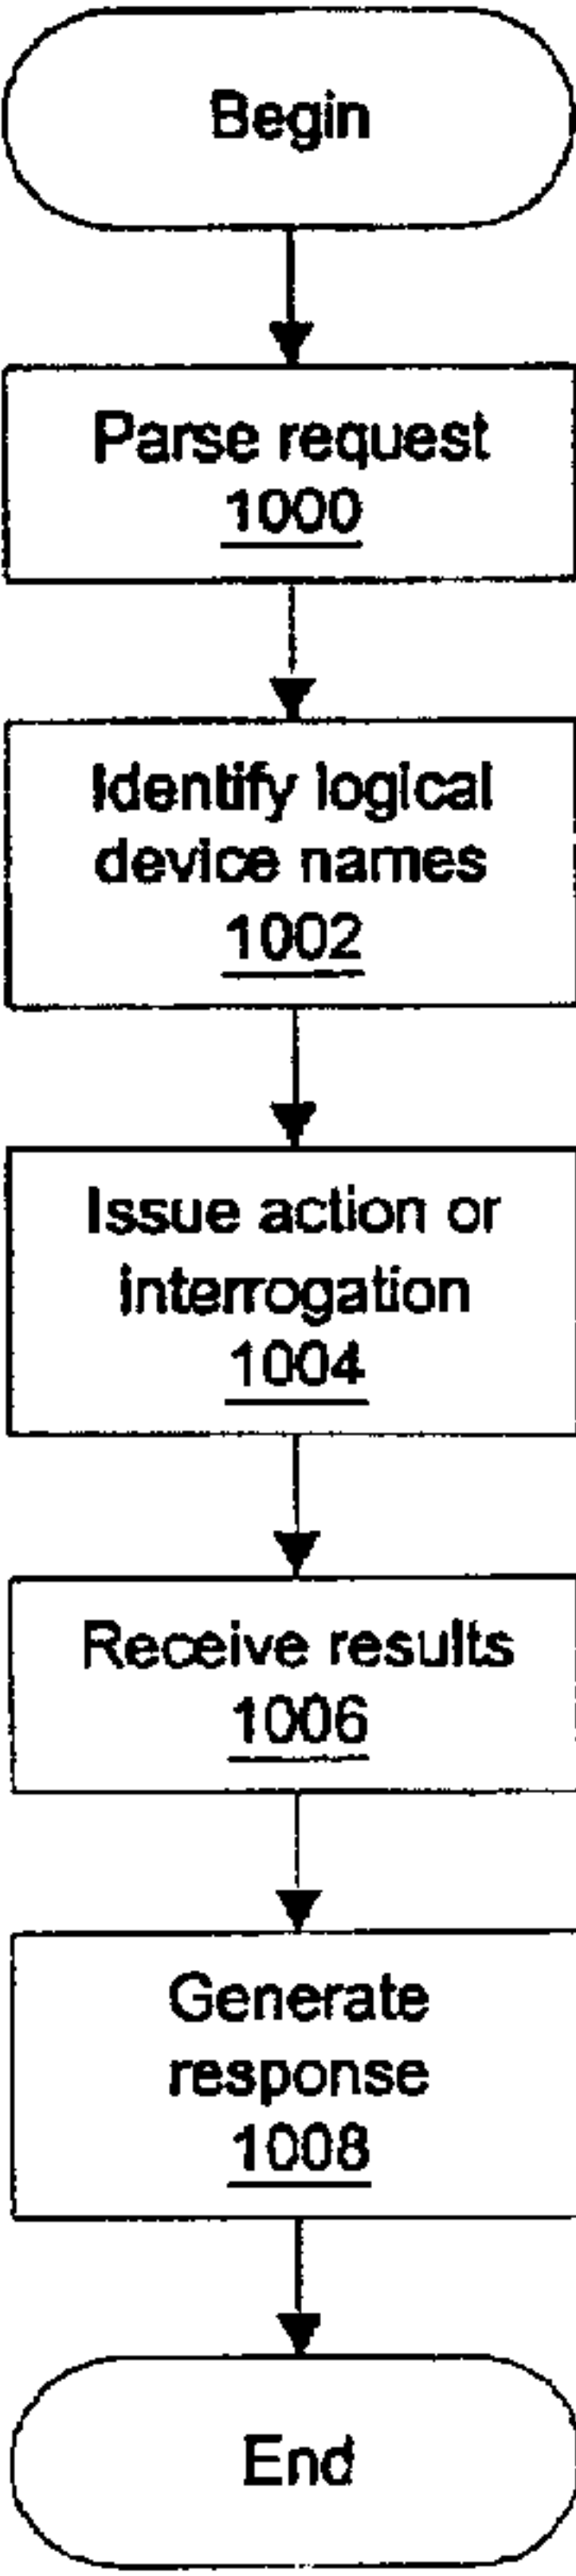 Begin
Parse request
1000
Identify logical
device names
1002
Issue action or
interrogation
1004
Receive results
1006
Generate
response
1008
End